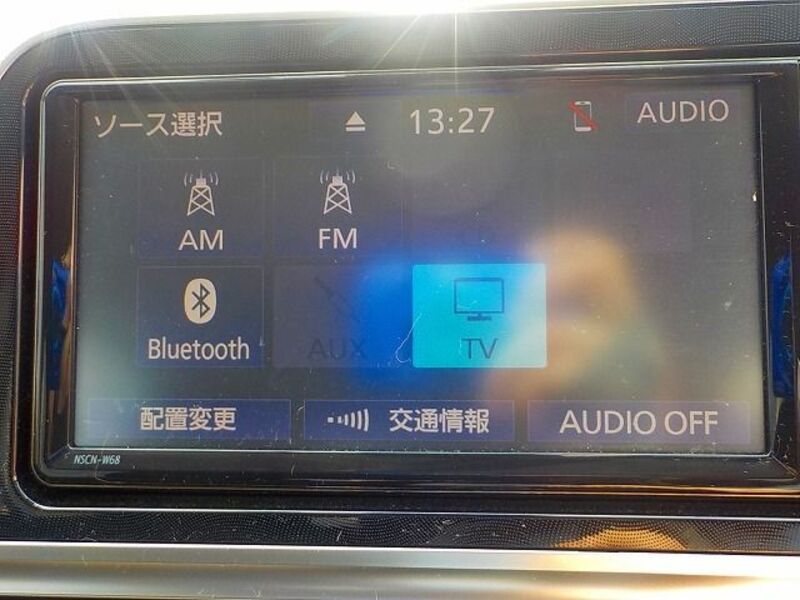 ソース選択 13:27 AUDIO
AM FM
Bluetooth AUX TV
配置変更 交通情報 AUDIO OFF
NSCN-W68